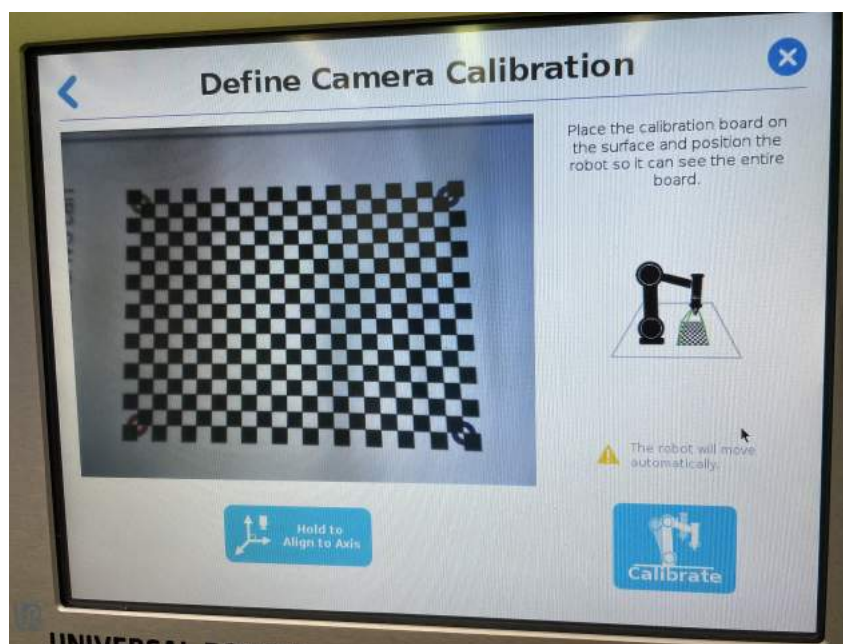 Define Camera Calibration
Place the calibration board on
the surface and position the
robot so it can see the entire
board.
The robot will move
automatically.
Hold to
Align to Axis
Calibrate
UNIVERSAL